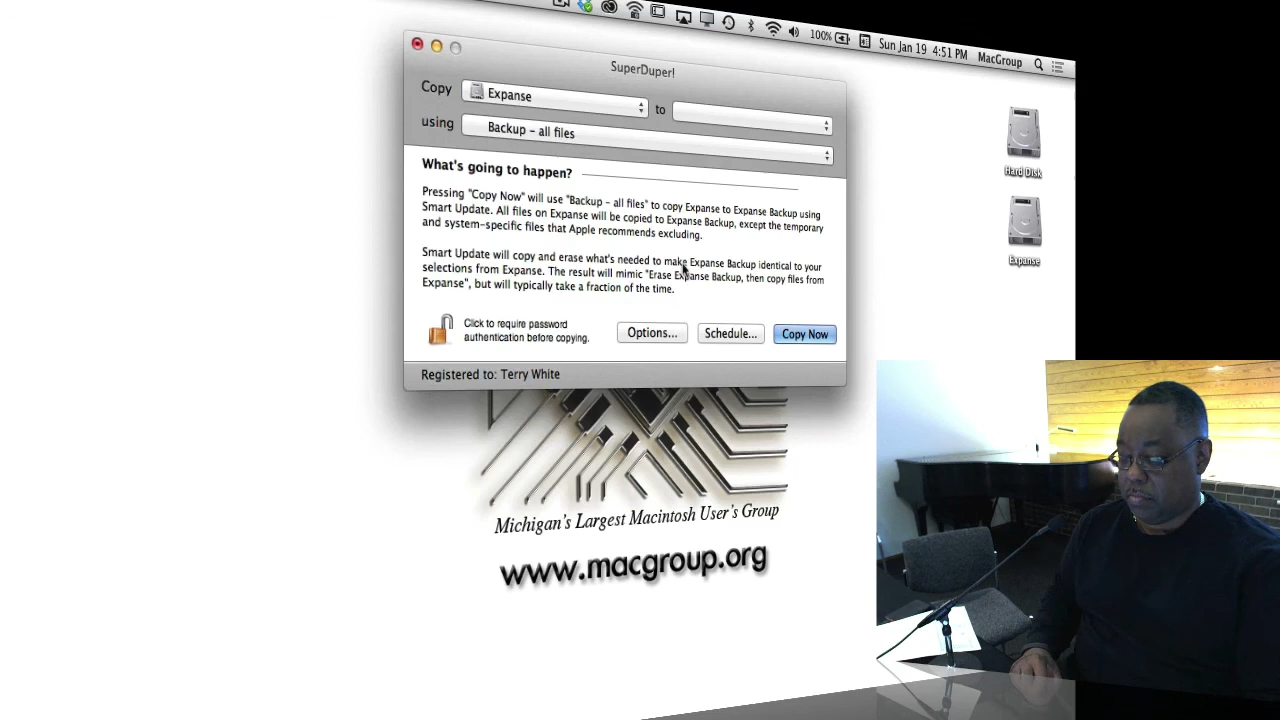 100%
Sun Jan 19 4:51 PM
MacGroup
SuperDuper!
Copy
Expanse
to
using
Backup - all files
What's going to happen?
Pressing "Copy Now" will use "Backup - all files" to copy Expanse to Expanse Backup using
Smart Update. All files on Expanse will be copied to Expanse Backup, except the temporary
and system-specific files that Apple recommends excluding.
Smart Update will copy and erase what's needed to make Expanse Backup identical to your
selections from Expanse. The result will mimic "Erase Expanse Backup, then copy files from
Expanse", but will typically take a fraction of the time.
Click to require password
authentication before copying.
Options...
Schedule...
Copy Now
Registered to: Terry White
Hard Disk
Expanse
Michigan's Largest Macintosh User's Group
www.macgroup.org